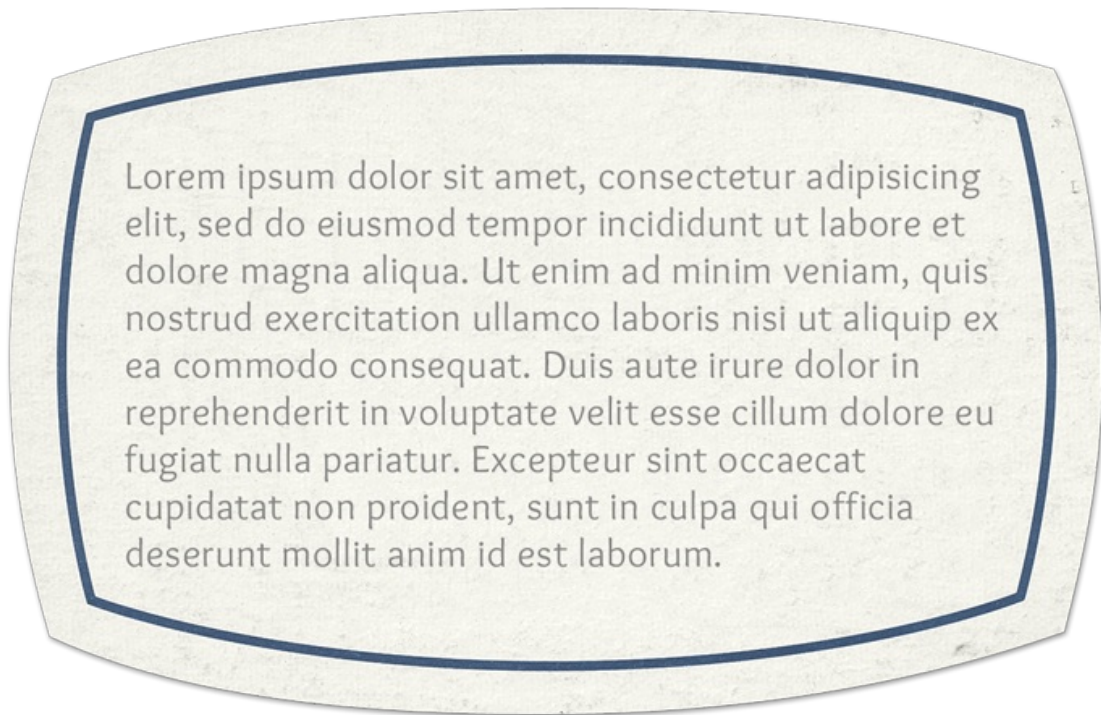 Lorem ipsum dolor sit amet, consectetur adipisicing
elit, sed do eiusmod tempor incididunt ut labore et
dolore magna aliqua. Ut enim ad minim veniam, quis
nostrud exercitation ullamco laboris nisi ut aliquip ex
ea commodo consequat. Duis aute irure dolor in
reprehenderit in voluptate velit esse cillum dolore eu
fugiat nulla pariatur. Excepteur sint occaecat
cupidatat non proident, sunt in culpa qui officia
deserunt mollit anim id est laborum.